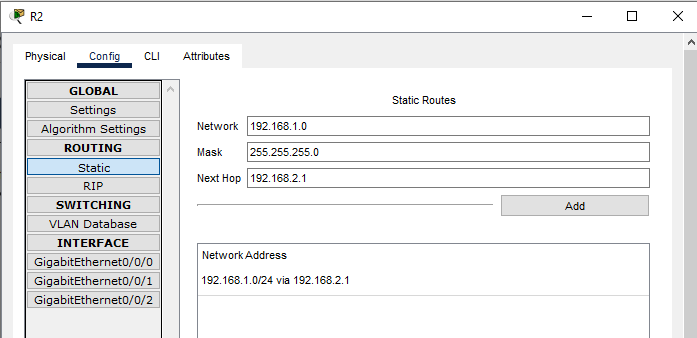 R2
Physical Config CLI Attributes
GLOBAL
Settings
Algorithm Settings
ROUTING
Static
RIP
SWITCHING
VLAN Database
INTERFACE
GigabitEthernet0/0/0
GigabitEthernet0/0/1
GigabitEthernet0/0/2
Static Routes
Network 192.168.1.0
Mask 255.255.255.0
Next Hop 192.168.2.1
Add
Network Address
192.168.1.0/24 via 192.168.2.1